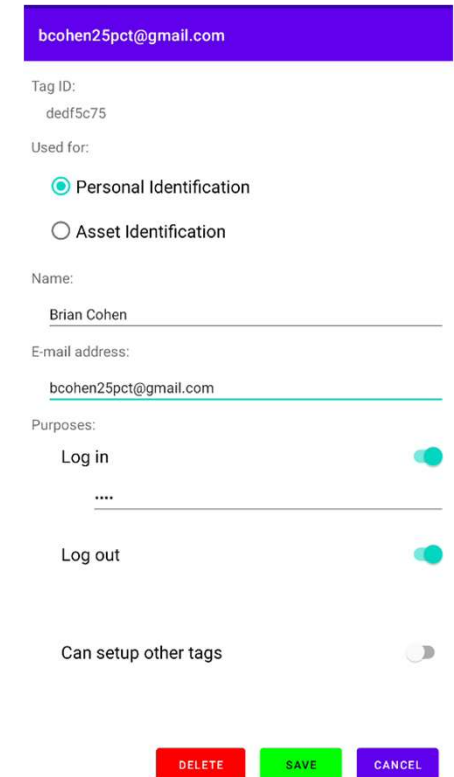 bcohen25pct@gmail.com
Tag ID:
dedf5c75
Used for:
Personal Identification
Asset Identification
Name:
Brian Cohen
E-mail address:
bcohen25pct@gmail.com
Purposes:
Log in
····
Log out
Can setup other tags
DELETE SAVE CANCEL